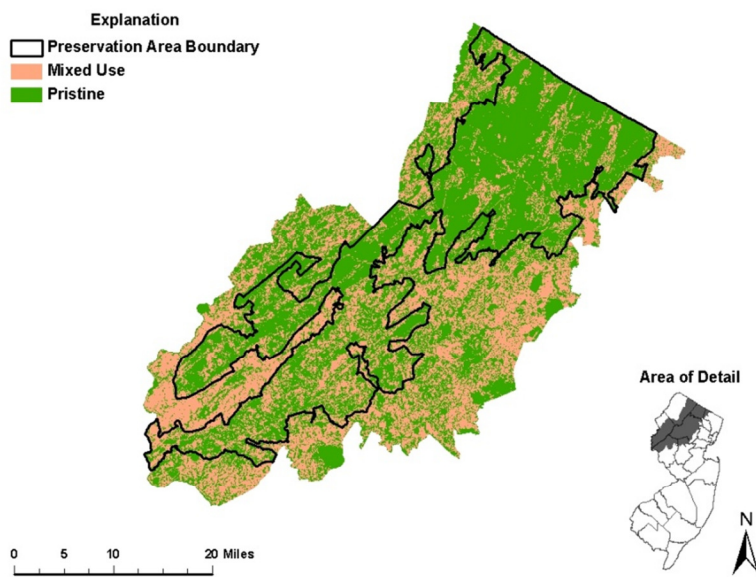 Explanation
Preservation Area Boundary
Mixed Use
Pristine
Area of Detail
N
0 5 10 20 Miles